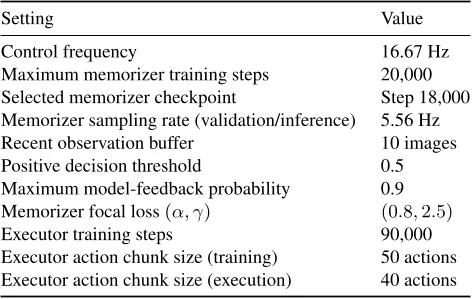 Setting Value
Control frequency 16.67 Hz
Maximum memorizer training steps 20,000
Selected memorizer checkpoint Step 18,000
Memorizer sampling rate (validation/inference) 5.56 Hz
Recent observation buffer 10 images
Positive decision threshold 0.5
Maximum model-feedback probability 0.9
Memorizer focal loss (α, γ) (0.8, 2.5)
Executor training steps 90,000
Executor action chunk size (training) 50 actions
Executor action chunk size (execution) 40 actions